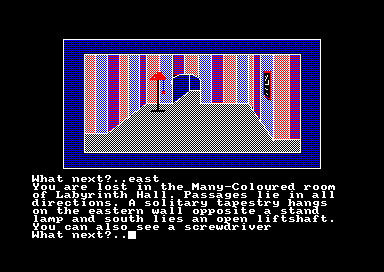 What next?..east
You are lost in the Many-Coloured room
of Labyrinth Hall. Passages lie in all
directions. A solitary tapestry hangs
on the eastern wall opposite a stand
lamp and south lies an open liftshaft.
You can also see a screwdriver
What next?..